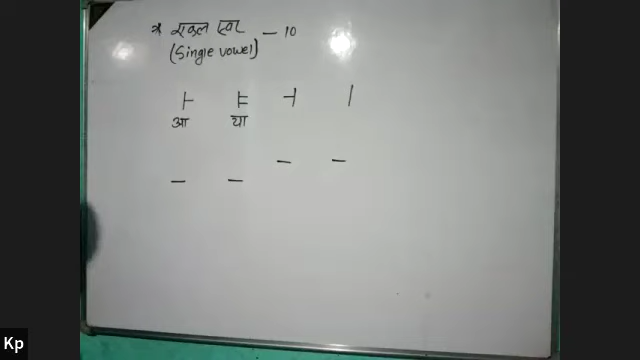 * एकल स्वर — 10
(Single vowel)
ㅏ ㅑ ㅓ ㅣ
आ या
— — — —
Kp